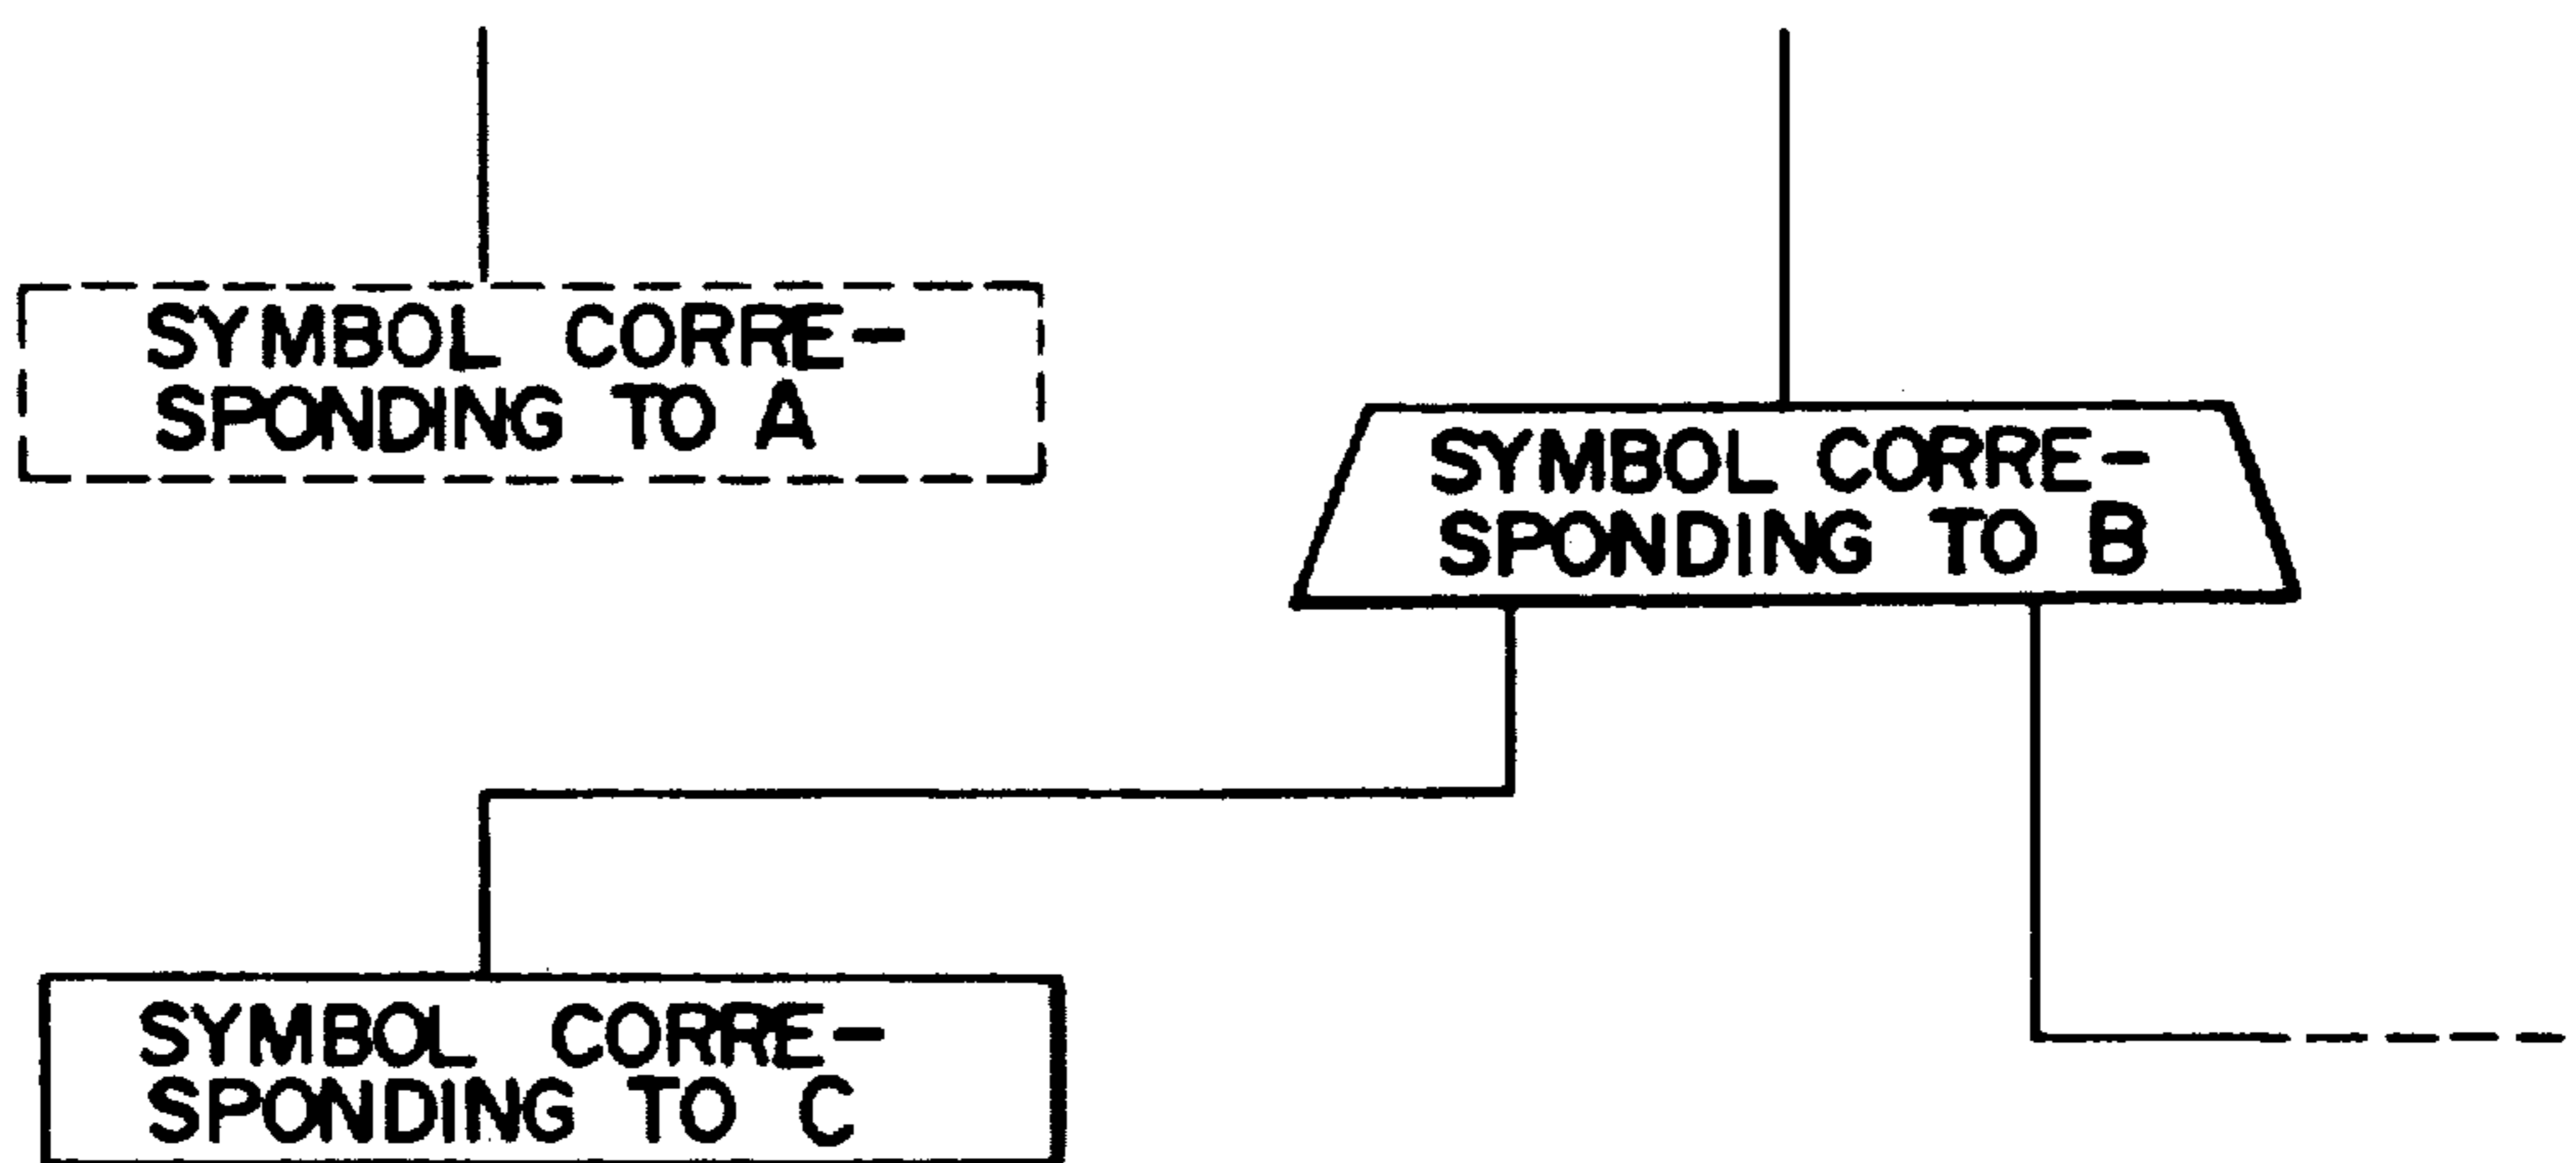 SYMBOL CORRE-
SPONDING TO A
SYMBOL CORRE-
SPONDING TO B
SYMBOL CORRE-
SPONDING TO C